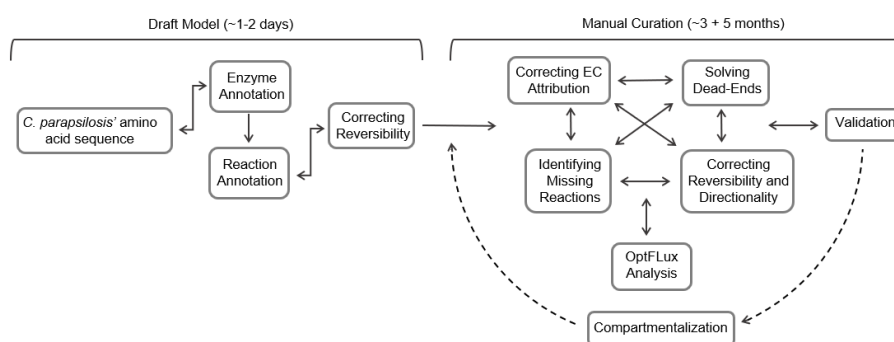 Draft Model (~1-2 days)
Manual Curation (~3 + 5 months)
C. parapsilosis’ amino
acid sequence
Enzyme
Annotation
Reaction
Annotation
Correcting
Reversibility
Correcting EC
Attribution
Solving
Dead-Ends
Identifying
Missing
Reactions
Correcting
Reversibility and
Directionality
Validation
OptFLux
Analysis
Compartmentalization